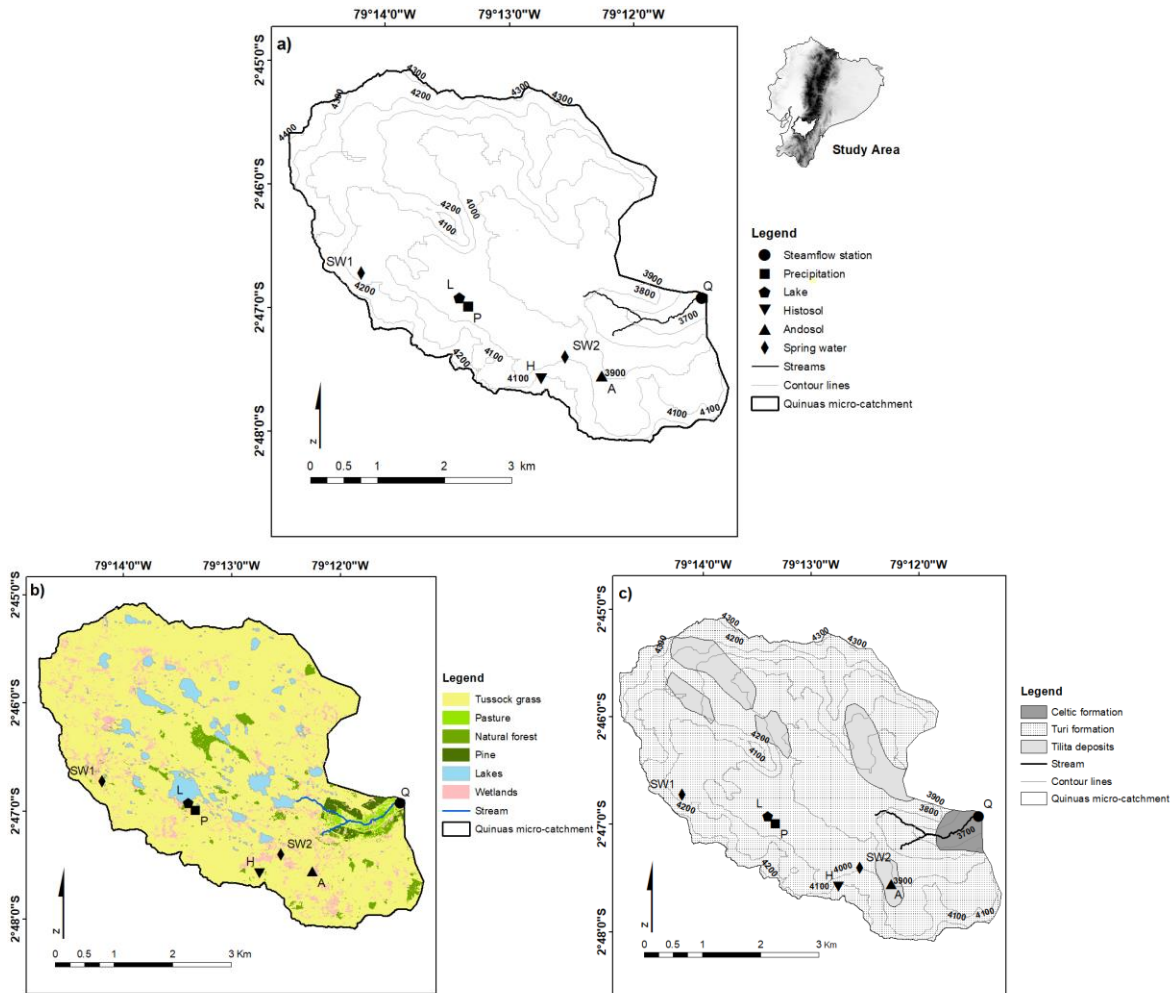 79°14'0"W 79°13'0"W 79°12'0"W
a)
2°45'0"S
2°46'0"S
2°47'0"S
2°48'0"S
4300
4200
4300
4300
4300
4400
4200
4000
4100
SW1
4200
L
P
3900
3800
Q
3700
SW2
4100
4200
H
4100
3900
A
4100
4100
N
0 0.5 1 2 3 km
Study Area
Legend
Steamflow station
Precipitation
Lake
Histosol
Andosol
Spring water
Streams
Contour lines
Quinuas micro-catchment
79°14'0"W 79°13'0"W 79°12'0"W
b)
2°45'0"S
2°46'0"S
2°47'0"S
2°48'0"S
SW1
L
P
Q
SW2
H
A
N
0 0.5 1 2 3 Km
Legend
Tussock grass
Pasture
Natural forest
Pine
Lakes
Wetlands
Stream
Quinuas micro-catchment
79°14'0"W 79°13'0"W 79°12'0"W
c)
2°45'0"S
2°46'0"S
2°47'0"S
2°48'0"S
4300
4200
4300
4300
4300
4200
4100
SW1
4200
L
P
3900
3800
Q
3700
SW2
4000
4200
H
4100
3900
A
4100
4100
N
0 0.5 1 2 3 Km
Legend
Celtic formation
Turi formation
Tilita deposits
Stream
Contour lines
Quinuas micro-catchment